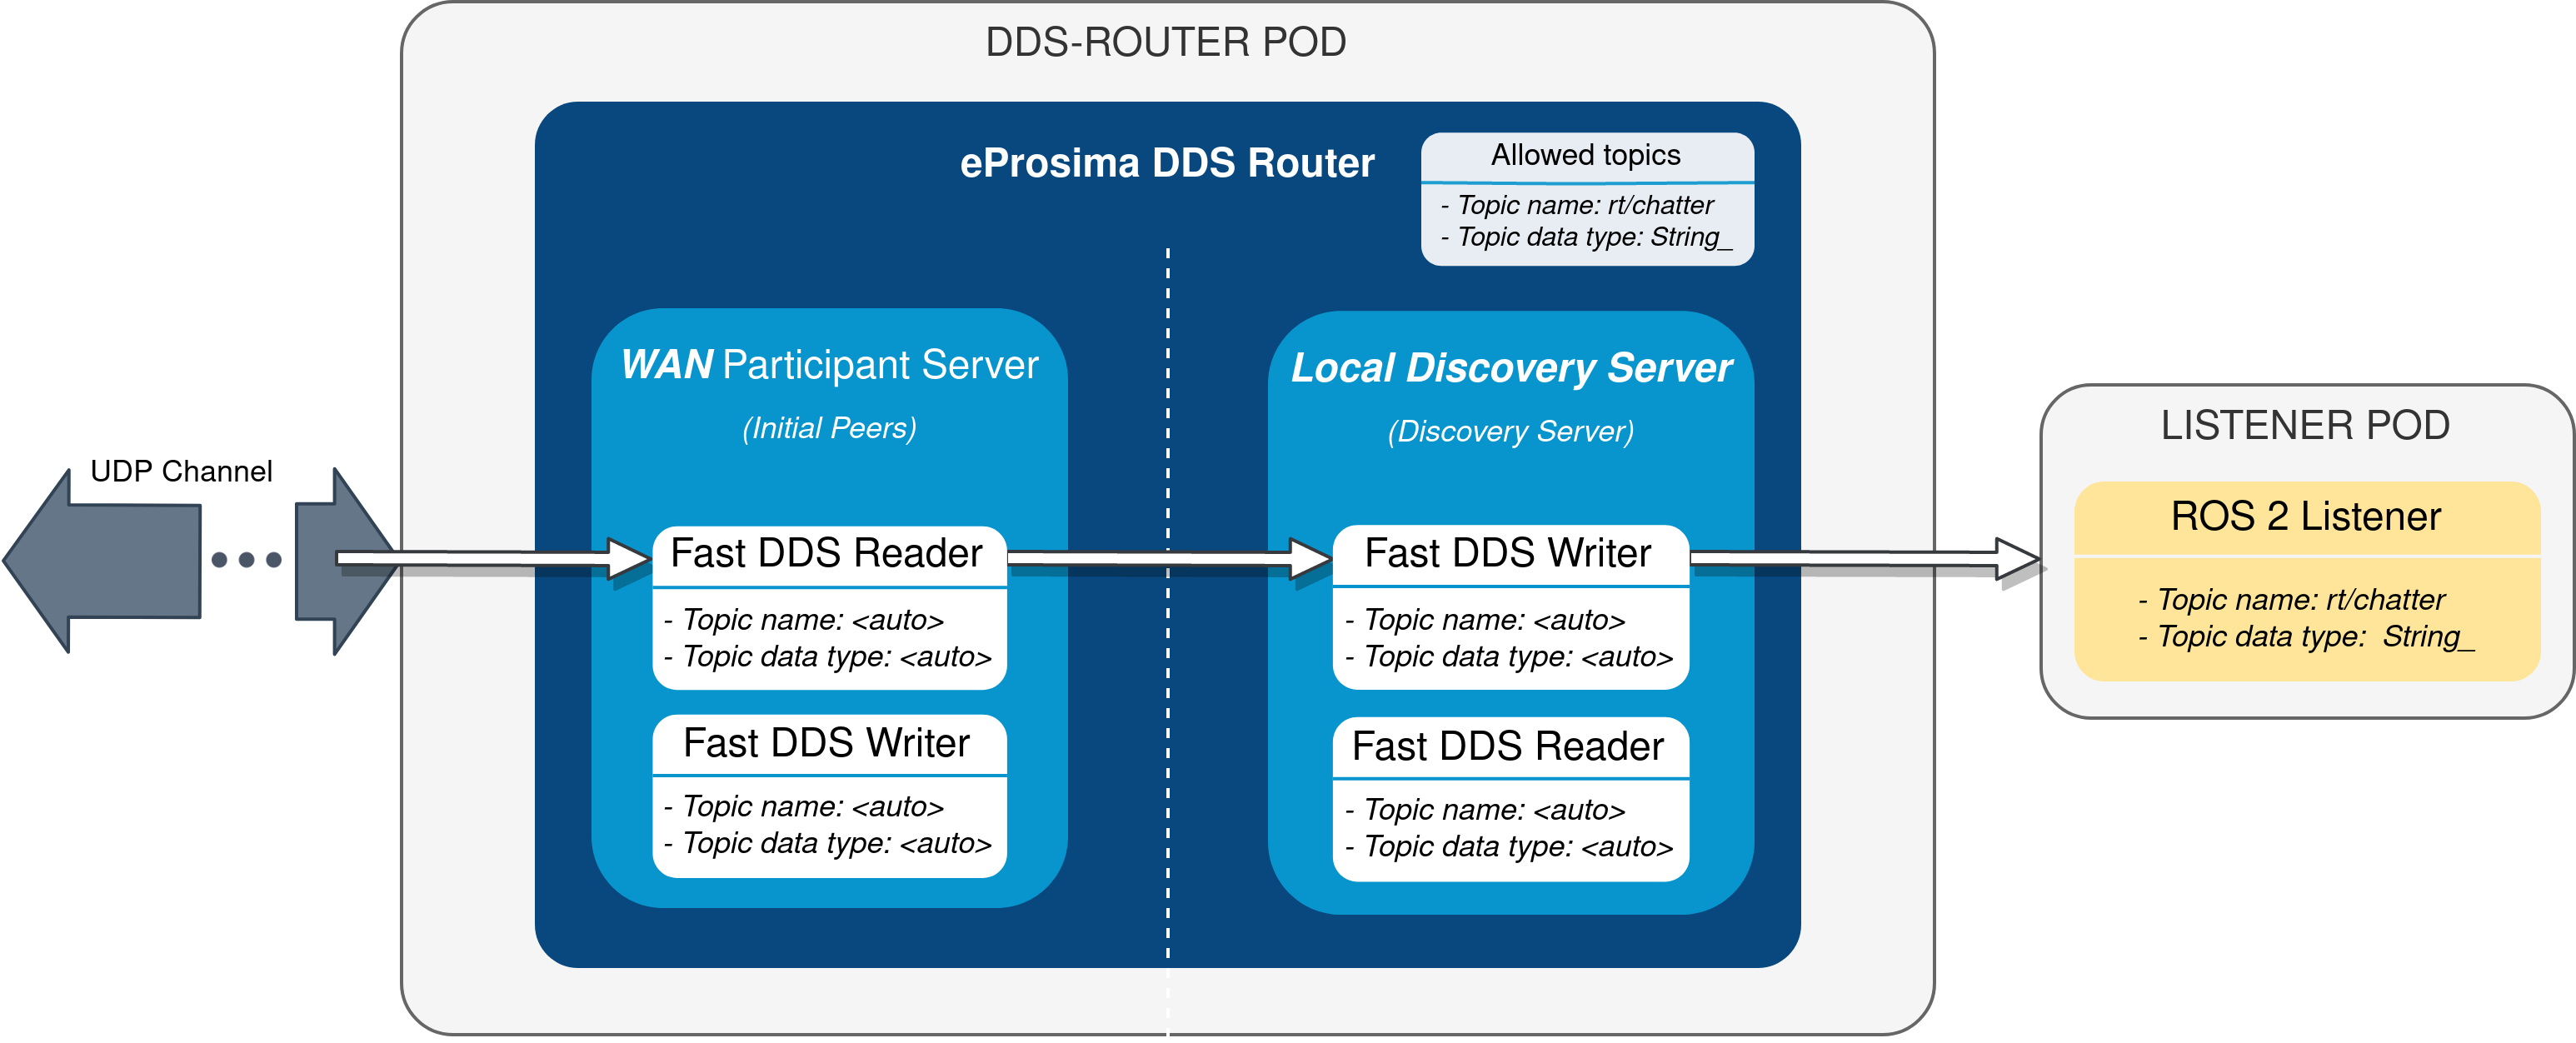 DDS-ROUTER POD
eProsima DDS Router
Allowed topics
- Topic name: rt/chatter
- Topic data type: String_
WAN Participant Server
(Initial Peers)
Local Discovery Server
(Discovery Server)
UDP Channel
Fast DDS Reader
- Topic name: <auto>
- Topic data type: <auto>
Fast DDS Writer
- Topic name: <auto>
- Topic data type: <auto>
Fast DDS Writer
- Topic name: <auto>
- Topic data type: <auto>
Fast DDS Reader
- Topic name: <auto>
- Topic data type: <auto>
LISTENER POD
ROS 2 Listener
- Topic name: rt/chatter
- Topic data type:  String_